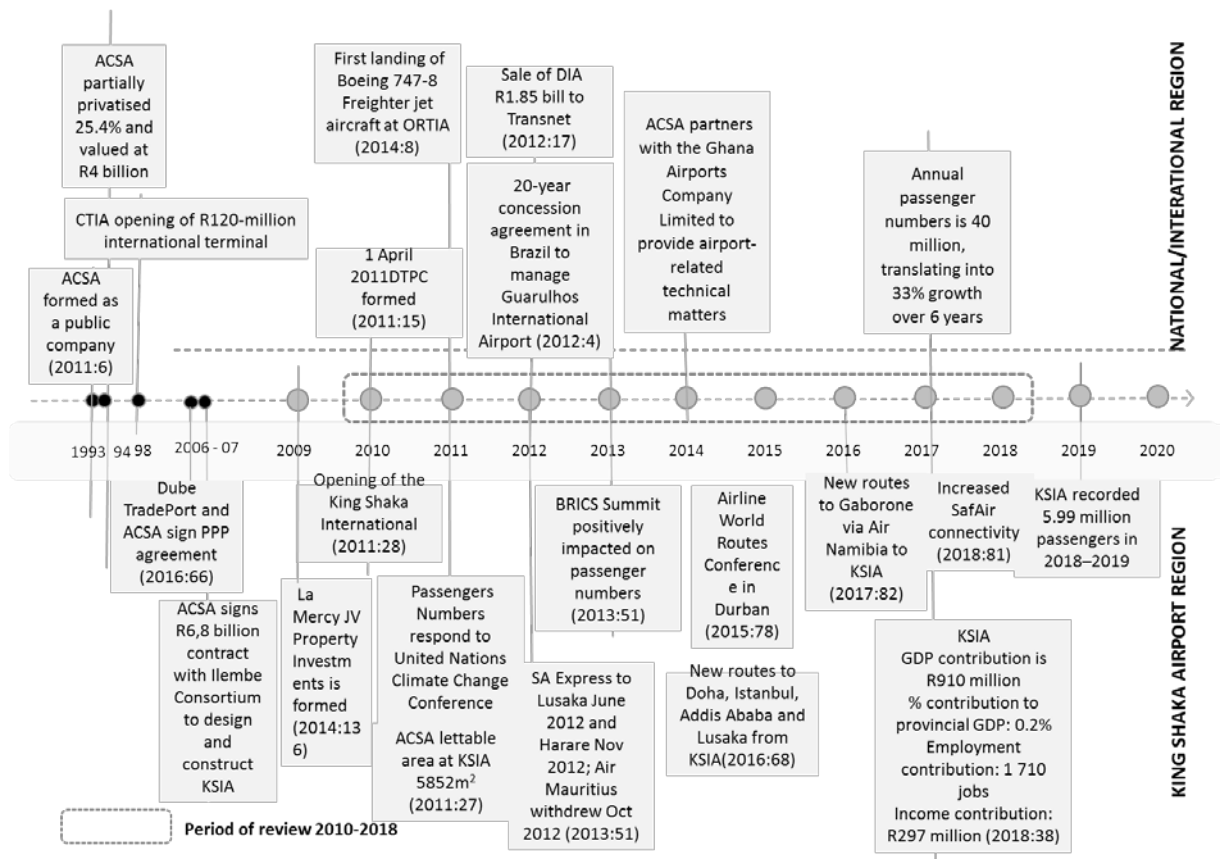 ACSA
partially
privatised
25.4% and
valued at
R4 billion
CTIA opening of R120-million
international terminal
ACSA
formed as
a public
company
(2011:6)
First landing of
Boeing 747-8
Freighter jet
aircraft at ORTIA
(2014:8)
1 April
2011DTPC
formed
(2011:15)
Sale of DIA
R1.85 bill to
Transnet
(2012:17)
20-year
concession
agreement in
Brazil to
manage
Guarulhos
International
Airport (2012:4)
ACSA partners
with the Ghana
Airports
Company
Limited to
provide airport-
related
technical
matters
Annual
passenger
numbers is 40
million,
translating into
33% growth
over 6 years
NATIONAL/INTERATIONAL REGION
1993 94 98 2006 - 07 2009 2010 2011 2012 2013 2014 2015 2016 2017 2018 2019 2020
Dube
TradePort and
ACSA sign PPP
agreement
(2016:66)
ACSA signs
R6,8 billion
contract
with Ilembe
Consortium
to design
and
construct
KSIA
Opening of the
King Shaka
International
(2011:28)
La
Mercy JV
Property
Investm
ents is
formed
(2014:13
6)
Passengers
Numbers
respond to
United Nations
Climate Change
Conference
ACSA lettable
area at KSIA
5852m²
(2011:27)
BRICS Summit
positively
impacted on
passenger
numbers
(2013:51)
SA Express to
Lusaka June
2012 and
Harare Nov
2012; Air
Mauritius
withdrew Oct
2012 (2013:51)
Airline
World
Routes
Conferenc
e in
Durban
(2015:78)
New routes to
Doha, Istanbul,
Addis Ababa and
Lusaka from
KSIA(2016:68)
New routes
to Gaborone
via Air
Namibia to
KSIA
(2017:82)
Increased
SafAir
connectivity
(2018:81)
KSIA recorded
5.99 million
passengers in
2018–2019
KSIA
GDP contribution is
R910 million
% contribution to
provincial GDP: 0.2%
Employment
contribution: 1 710
jobs
Income contribution:
R297 million (2018:38)
KING SHAKA AIRPORT REGION
Period of review 2010-2018